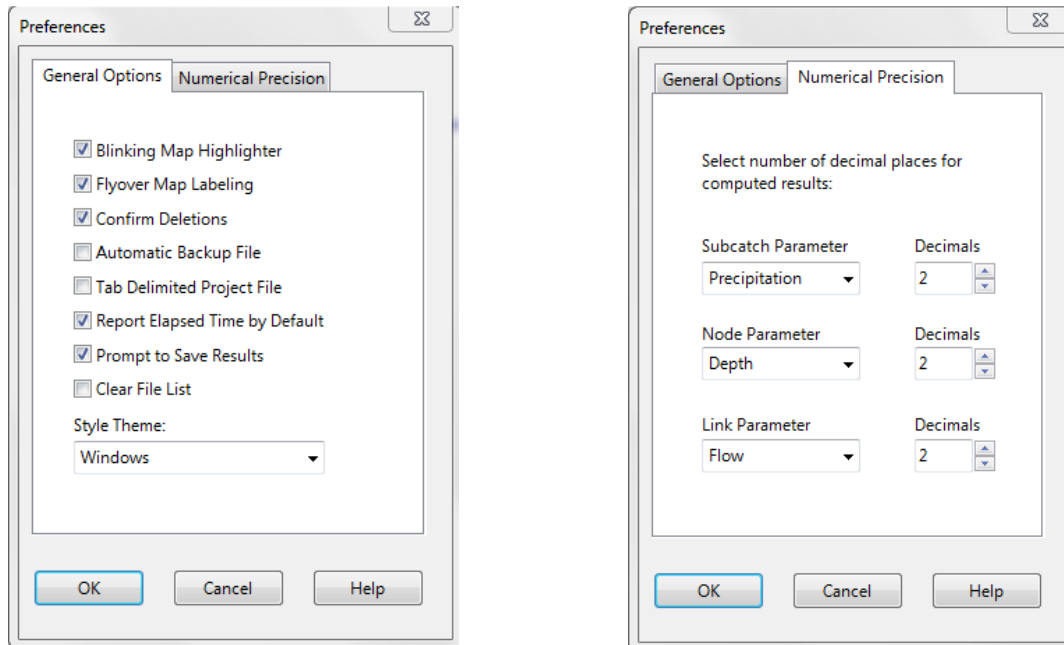 Preferences
General Options Numerical Precision
Blinking Map Highlighter
Flyover Map Labeling
Confirm Deletions
Automatic Backup File
Tab Delimited Project File
Report Elapsed Time by Default
Prompt to Save Results
Clear File List
Style Theme:
Windows
OK Cancel Help
Preferences
General Options Numerical Precision
Select number of decimal places for
computed results:
Subcatch Parameter Decimals
Precipitation 2
Node Parameter Decimals
Depth 2
Link Parameter Decimals
Flow 2
OK Cancel Help